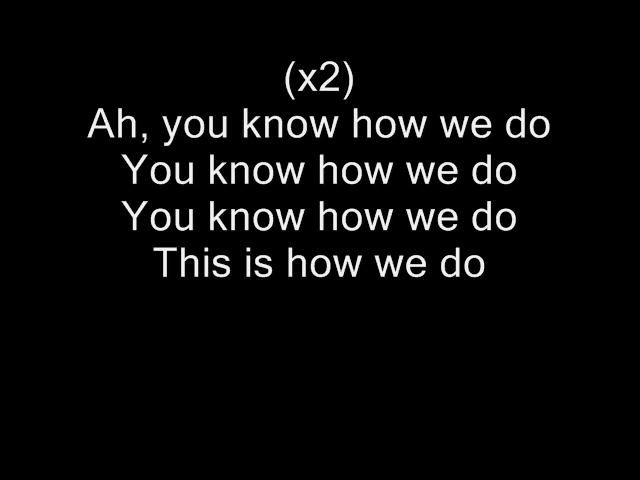 (x2)
Ah, you know how we do
You know how we do
You know how we do
This is how we do